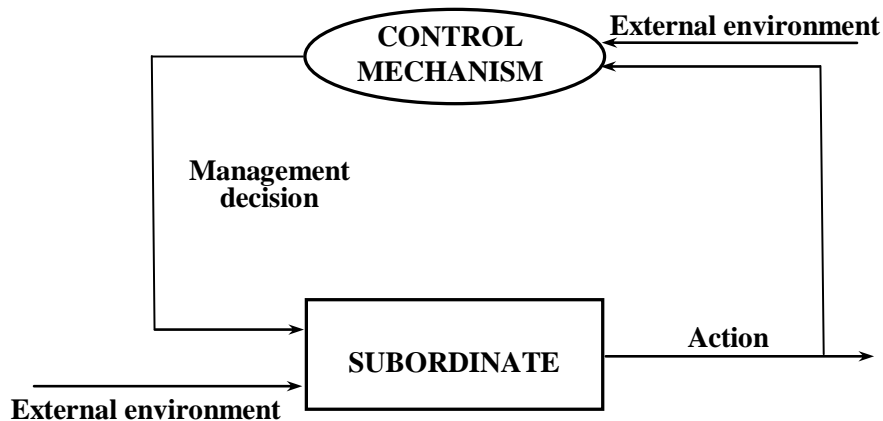 External environment
CONTROL
MECHANISM
Management
decision
Action
SUBORDINATE
External environment